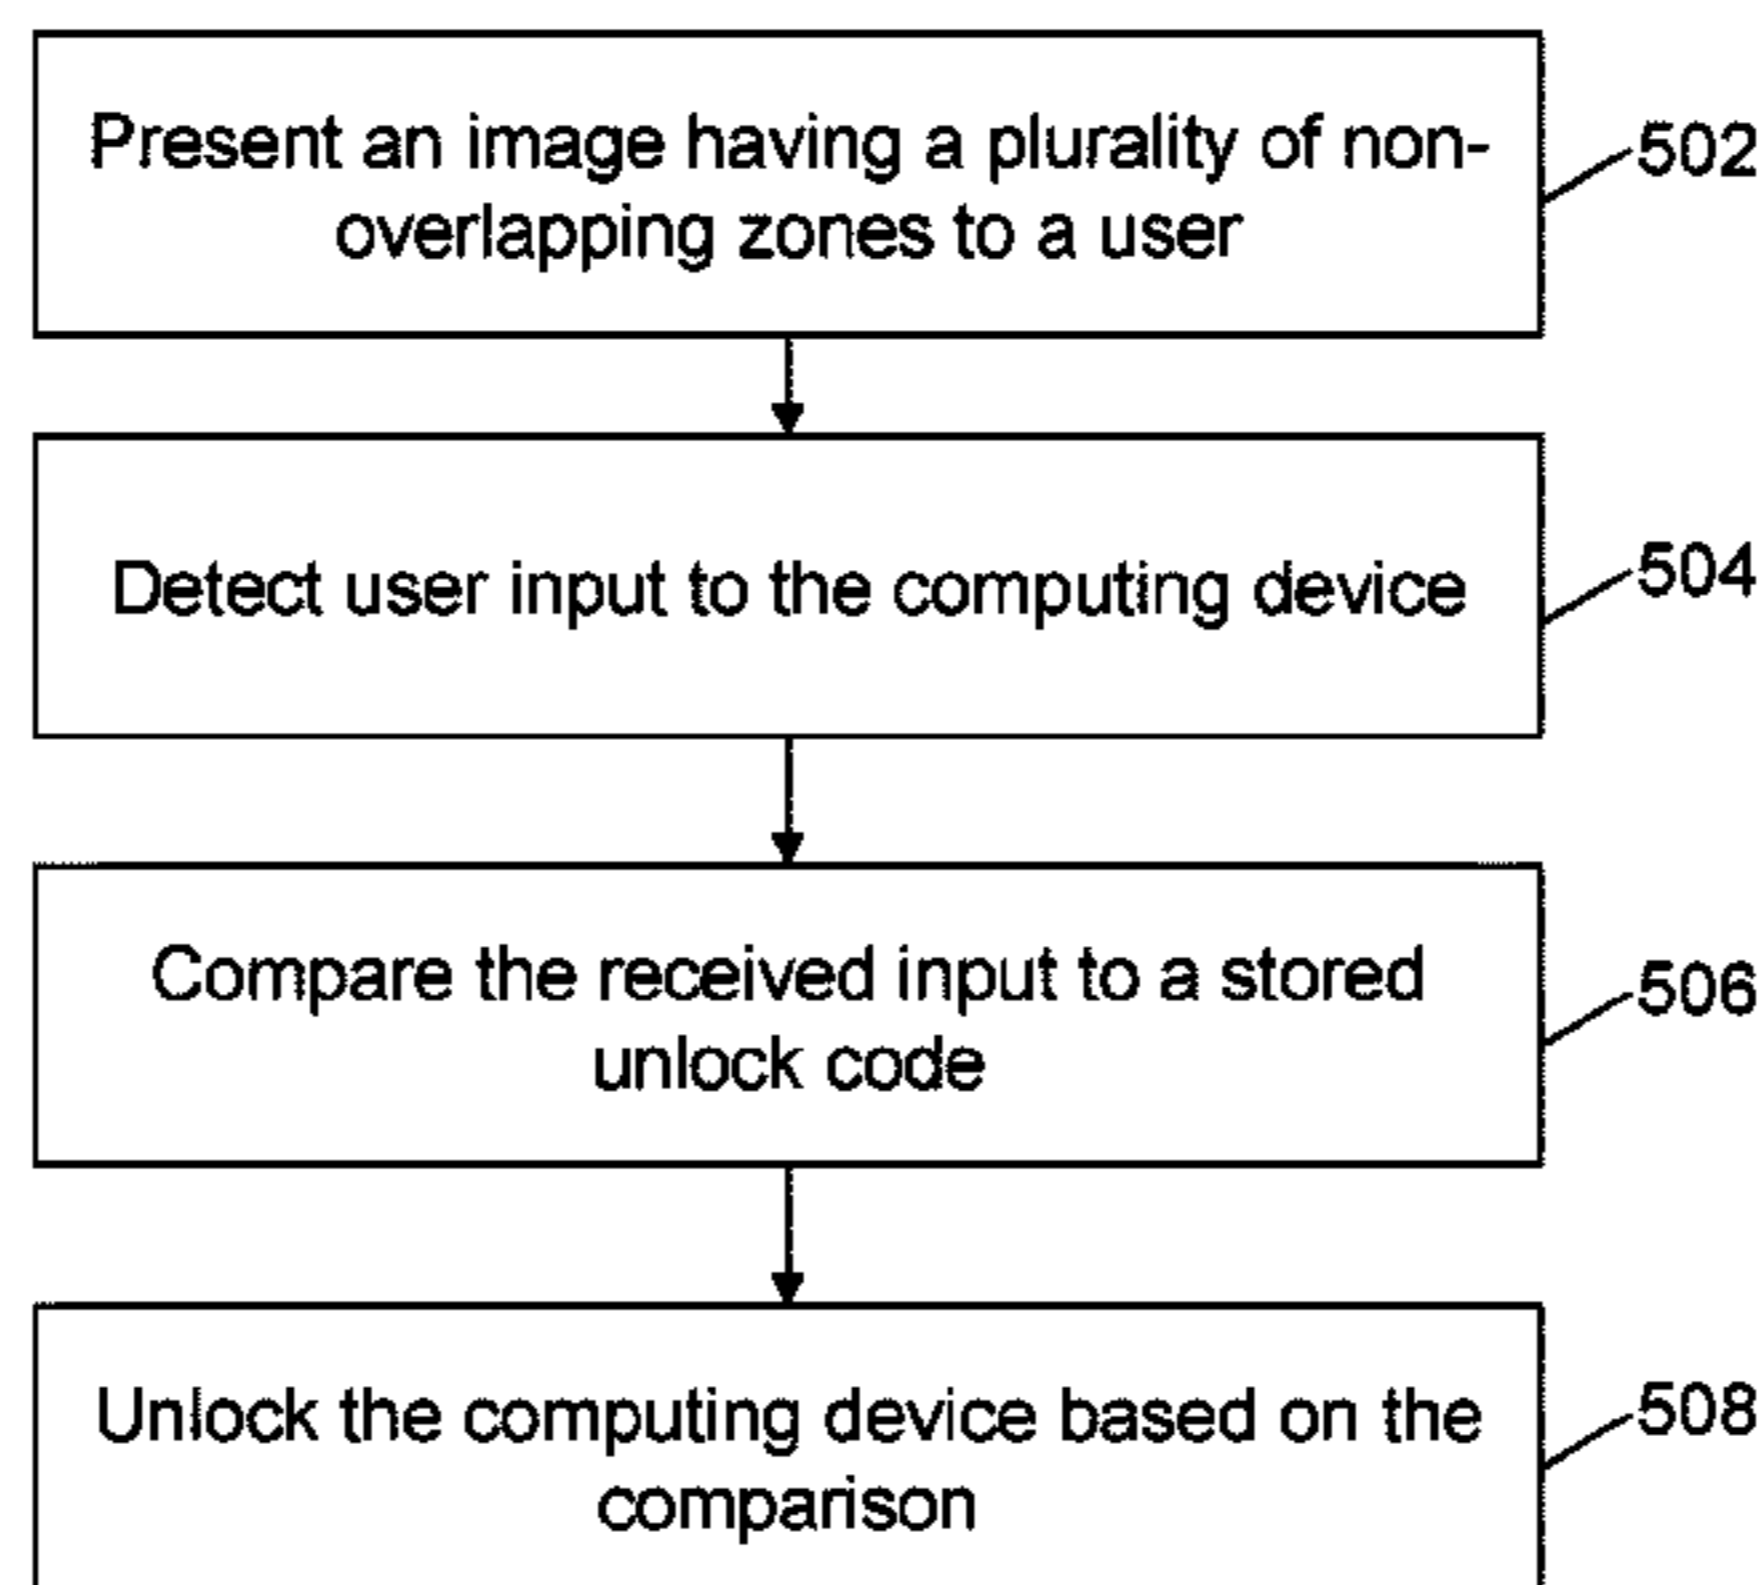 Present an image having a plurality of non-
overlapping zones to a user
502
Detect user input to the computing device
504
Compare the received input to a stored
unlock code
506
Unlock the computing device based on the
comparison
508